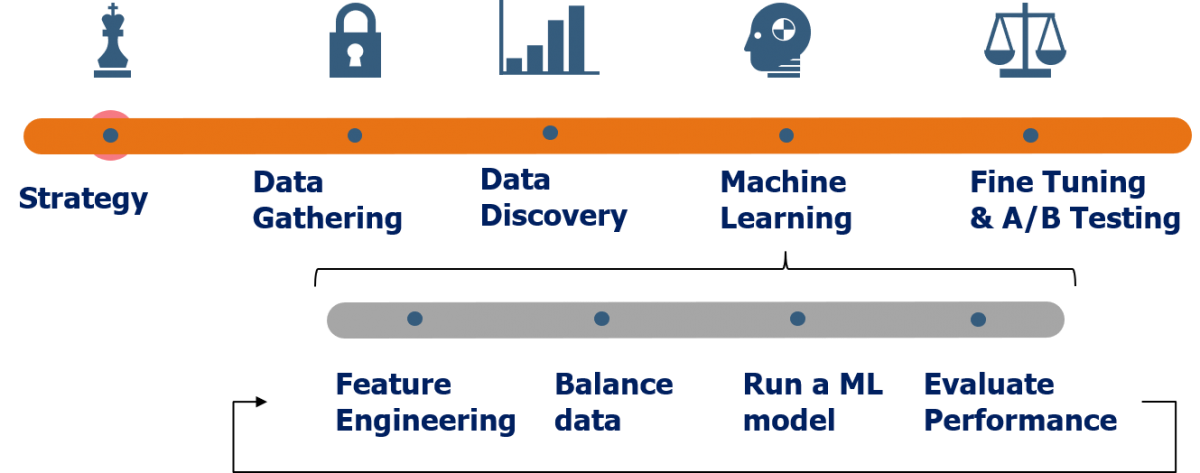 Strategy
Data
Gathering
Data
Discovery
Machine
Learning
Fine Tuning
& A/B Testing
Feature
Engineering
Balance
data
Run a ML
model
Evaluate
Performance